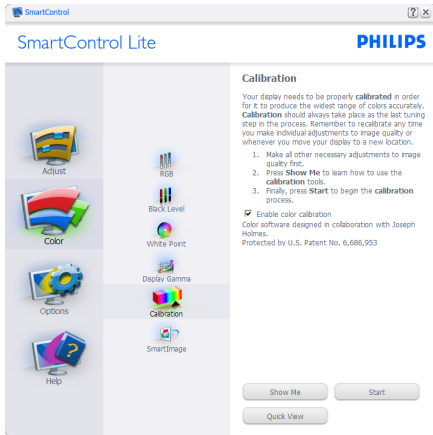 SmartControl
SmartControl Lite
PHILIPS
Adjust
Color
Options
Help
RGB
Black Level
White Point
Display Gamma
Calibration
SmartImage
Calibration
Your display needs to be properly calibrated in order
for it to produce the widest range of colors accurately.
Calibration should always take place as the last tuning
step in the process. Remember to recalibrate any time
you make individual adjustments to image quality or
whenever you move your display to a new location.
1. Make all other necessary adjustments to image
quality first.
2. Press Show Me to learn how to use the
calibration tools.
3. Finally, press Start to begin the calibration
process.
Enable color calibration
Color software designed in collaboration with Joseph
Holmes.
Protected by U.S. Patent No. 6,686,953
Show Me
Start
Quick View